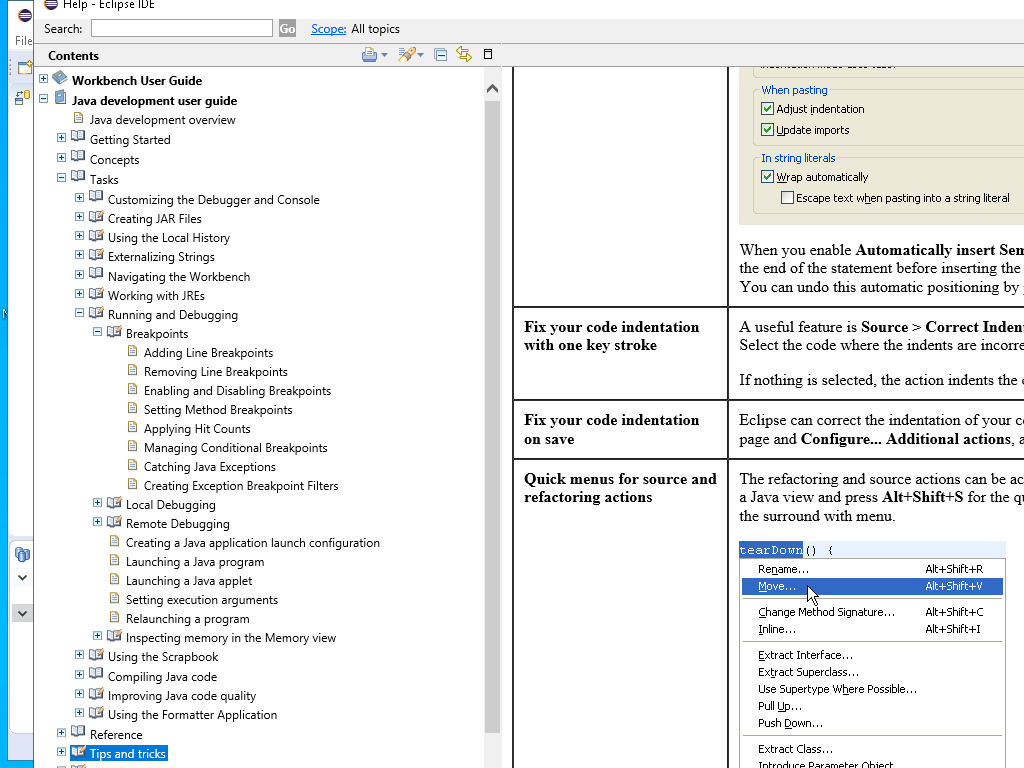 Help - Eclipse IDE
File
Search: Go Scope: All topics
Contents
Workbench User Guide
Java development user guide
Java development overview
Getting Started
Concepts
Tasks
Customizing the Debugger and Console
Creating JAR Files
Using the Local History
Externalizing Strings
Navigating the Workbench
Working with JREs
Running and Debugging
Breakpoints
Adding Line Breakpoints
Removing Line Breakpoints
Enabling and Disabling Breakpoints
Setting Method Breakpoints
Applying Hit Counts
Managing Conditional Breakpoints
Catching Java Exceptions
Creating Exception Breakpoint Filters
Local Debugging
Remote Debugging
Creating a Java application launch configuration
Launching a Java program
Launching a Java applet
Setting execution arguments
Relaunching a program
Inspecting memory in the Memory view
Using the Scrapbook
Compiling Java code
Improving Java code quality
Using the Formatter Application
Reference
Tips and tricks
When pasting
Adjust indentation
Update imports
In string literals
Wrap automatically
Escape text when pasting into a string literal
When you enable Automatically insert Sem
the end of the statement before inserting the
You can undo this automatic positioning by
Fix your code indentation
with one key stroke
A useful feature is Source > Correct Indent
Select the code where the indents are incorre
If nothing is selected, the action indents the
Fix your code indentation
on save
Eclipse can correct the indentation of your c
page and Configure... Additional actions, a
Quick menus for source and
refactoring actions
The refactoring and source actions can be ac
a Java view and press Alt+Shift+S for the qu
the surround with menu.
tearDown() {
Rename... Alt+Shift+R
Move... Alt+Shift+V
Change Method Signature... Alt+Shift+C
Inline... Alt+Shift+I
Extract Interface...
Extract Superclass...
Use Supertype Where Possible...
Pull Up...
Push Down...
Extract Class...
Introduce Parameter Object